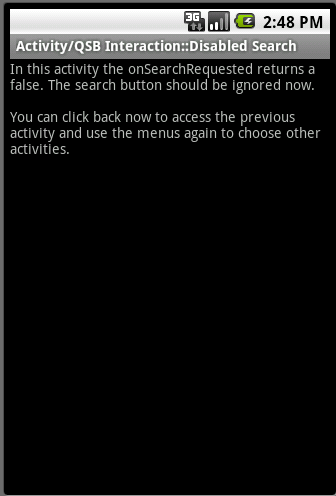 3G 2:48 PM
Activity/QSB Interaction::Disabled Search
In this activity the onSearchRequested returns a
false. The search button should be ignored now.
You can click back now to access the previous
activity and use the menus again to choose other
activities.